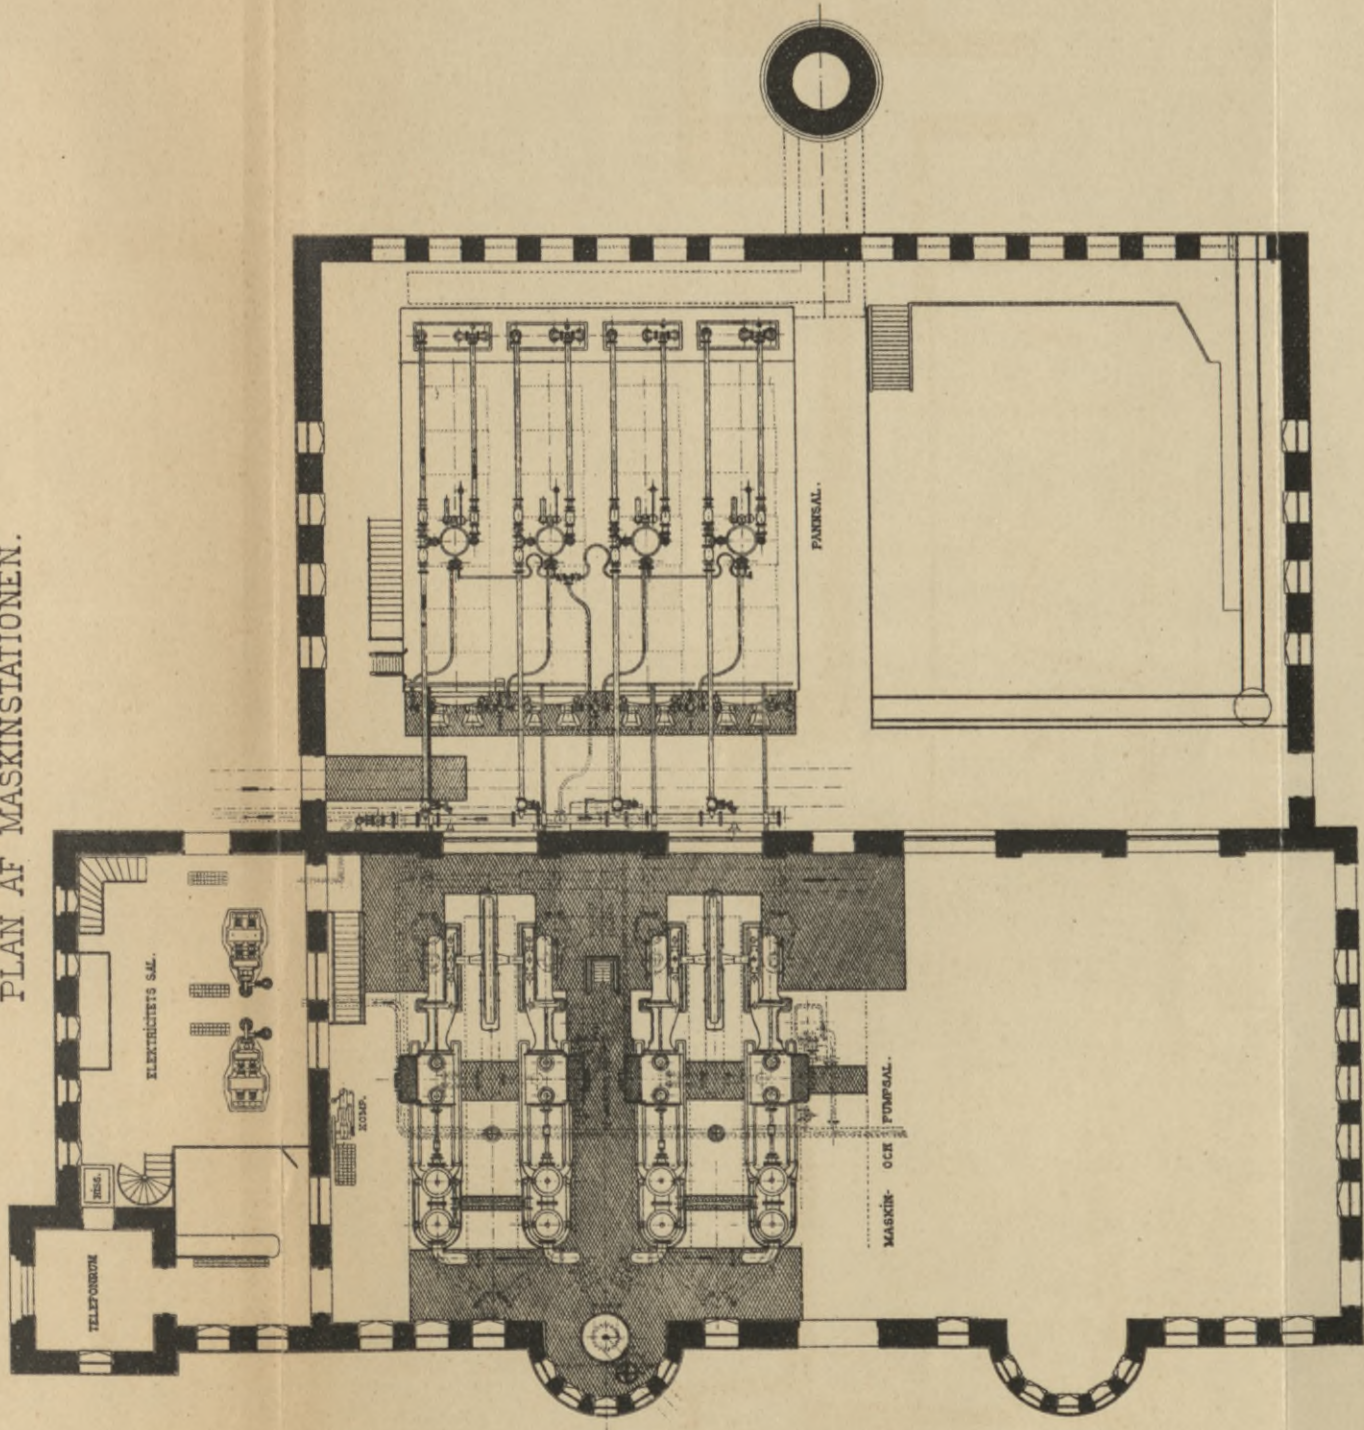 PLAN AF MASKINSTATIONEN.
PANNSAL.
ELEKTRICITETS SAL.
KOMP.
TELEFONRUM
MASKIN- OCH PUMPSAL.